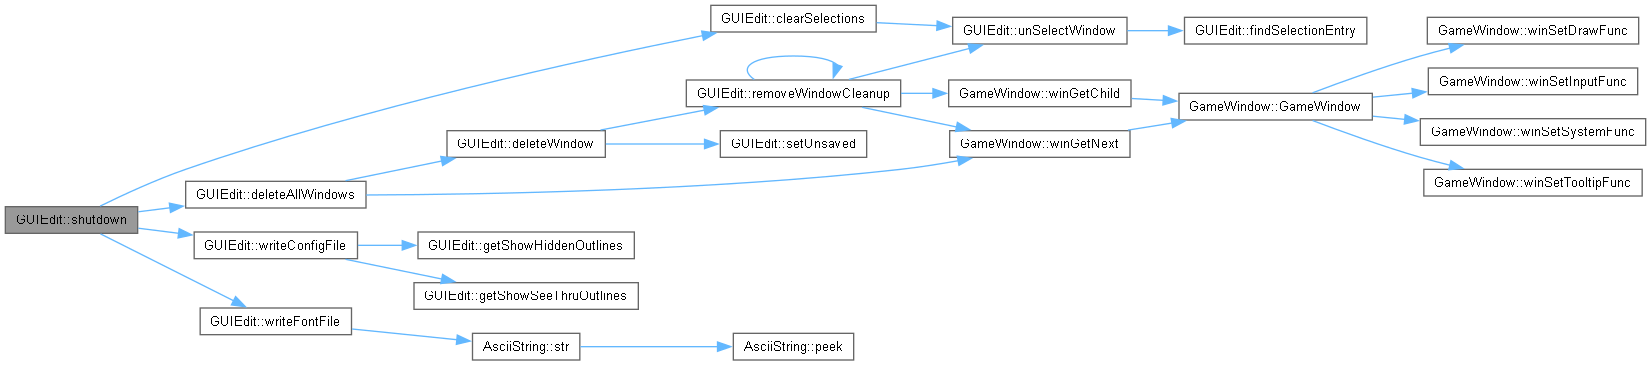 GUIEdit::shutdown
GUIEdit::clearSelections
GUIEdit::deleteAllWindows
GUIEdit::writeConfigFile
GUIEdit::writeFontFile
GUIEdit::deleteWindow
GUIEdit::getShowHiddenOutlines
GUIEdit::getShowSeeThruOutlines
AsciiString::str
GUIEdit::removeWindowCleanup
GUIEdit::setUnsaved
AsciiString::peek
GUIEdit::unSelectWindow
GameWindow::winGetChild
GameWindow::winGetNext
GUIEdit::findSelectionEntry
GameWindow::GameWindow
GameWindow::winSetDrawFunc
GameWindow::winSetInputFunc
GameWindow::winSetSystemFunc
GameWindow::winSetTooltipFunc